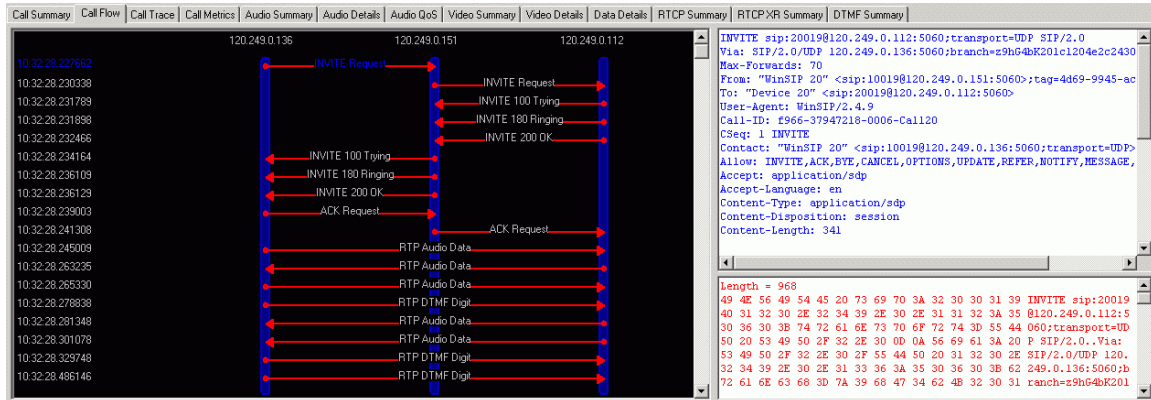 Call Summary Call Flow Call Trace Call Metrics Audio Summary Audio Details Audio QoS Video Summary Video Details Data Details RTCP Summary RTCP XR Summary DTMF Summary
120.249.0.136 120.249.0.151 120.249.0.112
10:32:28.227682 INVITE Request
10:32:28.230338 INVITE Request
10:32:28.231789 INVITE 100 Trying
10:32:28.231898 INVITE 180 Ringing
10:32:28.232466 INVITE 200 OK
10:32:28.234164 INVITE 100 Trying
10:32:28.236109 INVITE 180 Ringing
10:32:28.236129 INVITE 200 OK
10:32:28.239003 ACK Request
10:32:28.241308 ACK Request
10:32:28.245009 RTP Audio Data
10:32:28.263235 RTP Audio Data
10:32:28.265330 RTP Audio Data
10:32:28.278838 RTP DTMF Digit
10:32:28.281348 RTP Audio Data
10:32:28.301078 RTP Audio Data
10:32:28.329748 RTP DTMF Digit
10:32:28.486146 RTP DTMF Digit
INVITE sip:20019@120.249.0.112:5060;transport=UDP SIP/2.0
Via: SIP/2.0/UDP 120.249.0.136:5060;branch=z9hG4bK201c1204e2c2430
Max-Forwards: 70
From: "WinSIP 20" <sip:10019@120.249.0.151:5060>;tag=4d69-9945-ac
To: "Device 20" <sip:20019@120.249.0.112:5060>
User-Agent: WinSIP/2.4.9
Call-ID: f966-37947218-0006-Call20
CSeq: 1 INVITE
Contact: "WinSIP 20" <sip:10019@120.249.0.136:5060;transport=UDP>
Allow: INVITE,ACK,BYE,CANCEL,OPTIONS,UPDATE,REFER,NOTIFY,MESSAGE,
Accept: application/sdp
Accept-Language: en
Content-Type: application/sdp
Content-Disposition: session
Content-Length: 341
Length = 968
49 4E 56 49 54 45 20 73 69 70 3A 32 30 30 31 39 INVITE sip:20019
40 31 32 30 2E 32 34 39 2E 30 2E 31 31 32 3A 35 @120.249.0.112:5
30 36 30 3B 74 72 61 6E 73 70 6F 72 74 3D 55 44 060;transport=UD
50 20 53 49 50 2F 32 2E 30 0D 0A 56 69 61 3A 20 P SIP/2.0..Via:
53 49 50 2F 32 2E 30 2F 55 44 50 20 31 32 30 2E SIP/2.0/UDP 120.
32 34 39 2E 30 2E 31 33 36 3A 35 30 36 30 3B 62 249.0.136:5060;b
72 61 6E 63 68 3D 7A 39 68 47 34 62 4B 32 30 31 ranch=z9hG4bK201